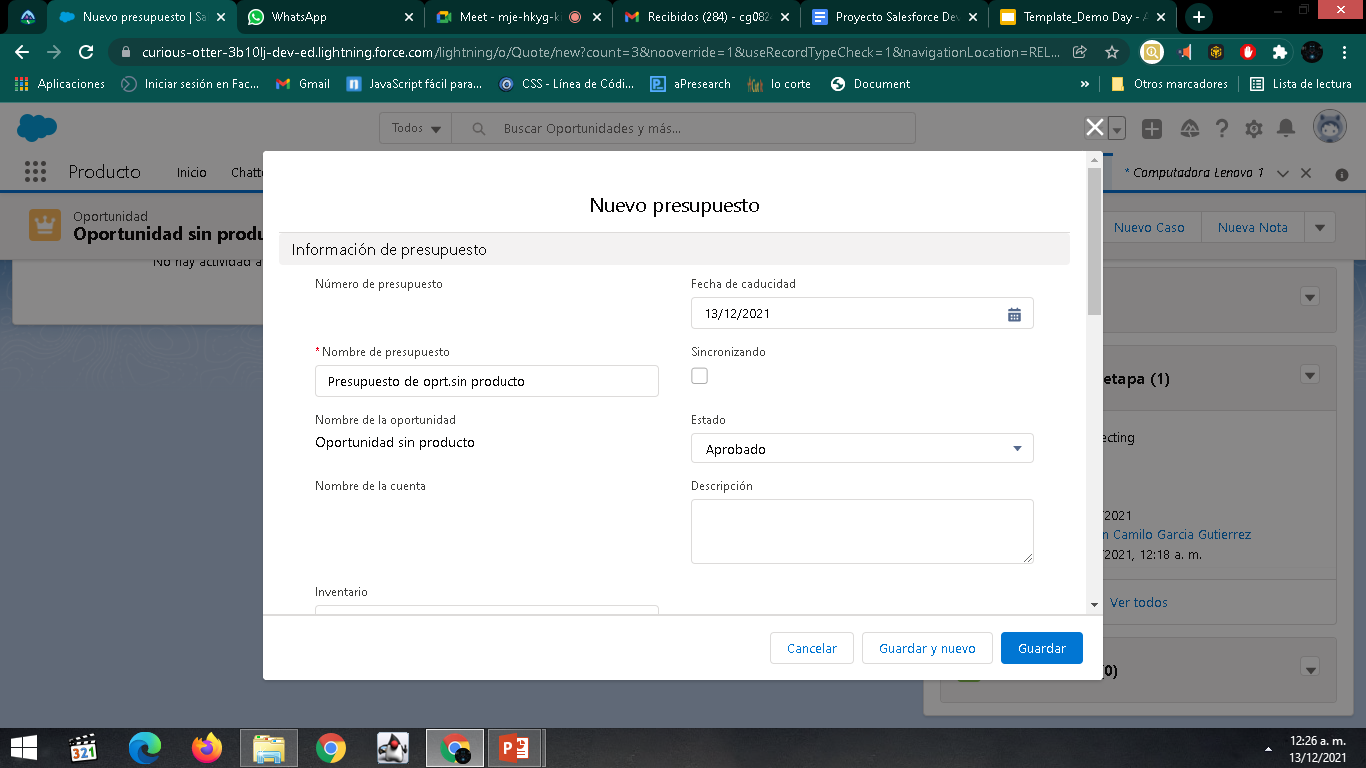 Nuevo presupuesto | Sa
WhatsApp
Meet - mje-hkyg-k
Recibidos (284) - cg082
Proyecto Salesforce Dev
Template_Demo Day - A
curious-otter-3b10lj-dev-ed.lightning.force.com/lightning/o/Quote/new?count=3&nooverride=1&useRecordTypeCheck=1&navigationLocation=REL...
Aplicaciones
Iniciar sesión en Fac...
Gmail
JavaScript fácil para...
CSS - Línea de Códi...
aPresearch
lo corte
Document
»
Otros marcadores
Lista de lectura
Todos
Buscar Oportunidades y más...
Producto
Inicio
Chatte
* Computadora Lenovo 1
Oportunidad
Oportunidad sin produ
Nuevo Caso
Nueva Nota
No hay actividad a
Nuevo presupuesto
Información de presupuesto
Número de presupuesto
Fecha de caducidad
13/12/2021
* Nombre de presupuesto
Presupuesto de oprt.sin producto
Sincronizando
Nombre de la oportunidad
Oportunidad sin producto
Estado
Aprobado
Nombre de la cuenta
Descripción
Inventario
etapa (1)
ecting
/2021
n Camilo Garcia Gutierrez
/2021, 12:18 a. m.
Ver todos
(0)
Cancelar
Guardar y nuevo
Guardar
321
12:26 a. m.
13/12/2021